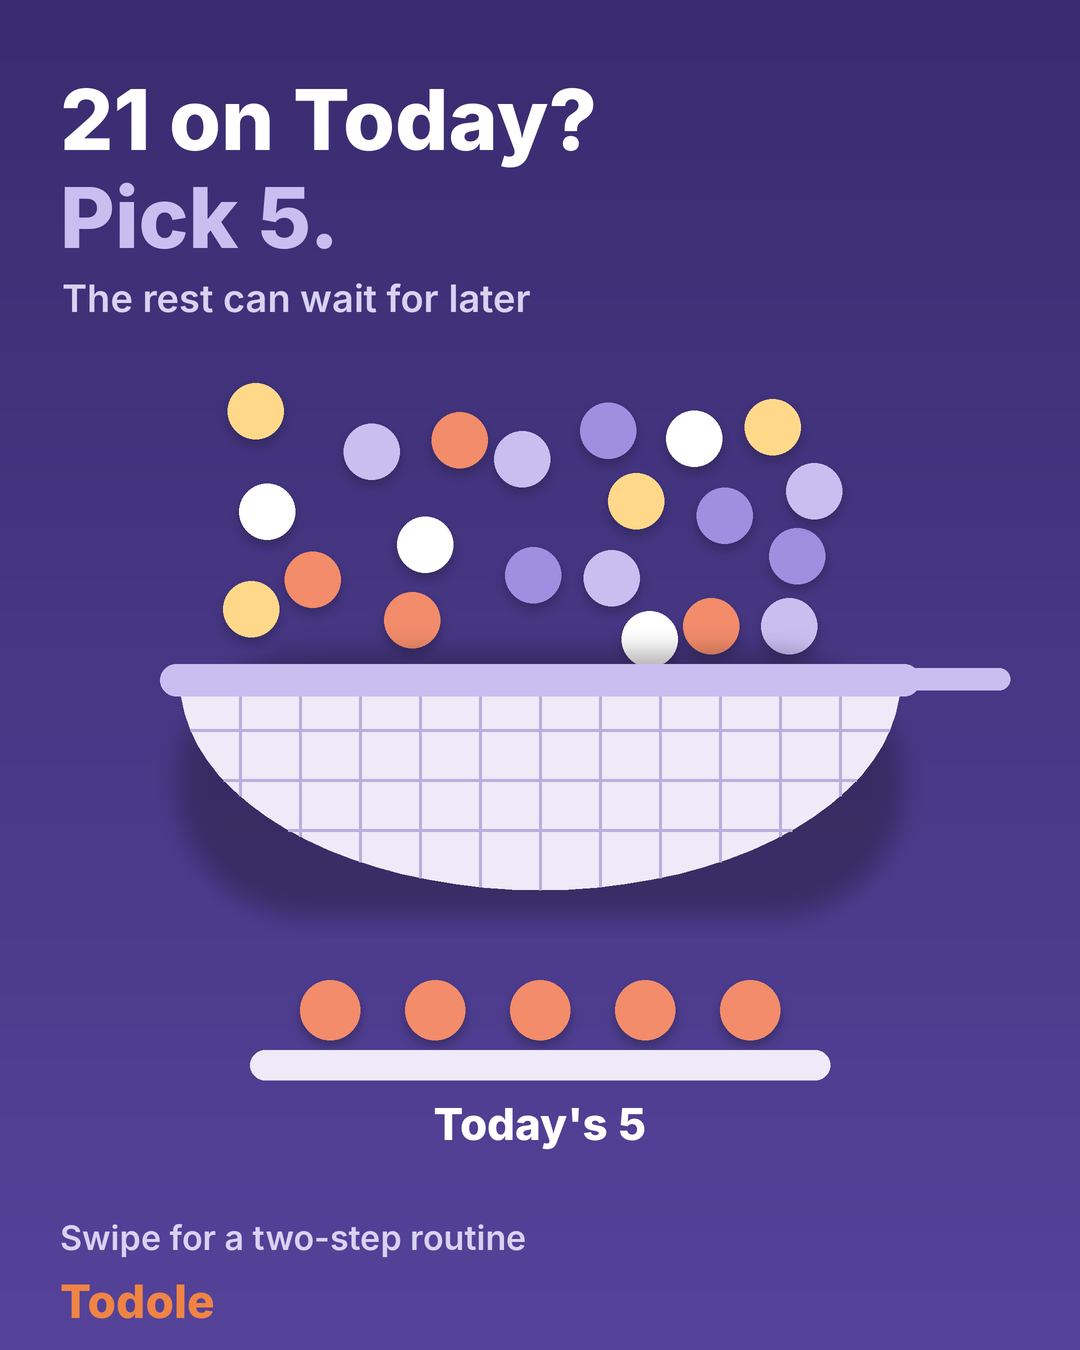 21 on Today?
Pick 5.
The rest can wait for later
Today's 5
Swipe for a two-step routine
Todole